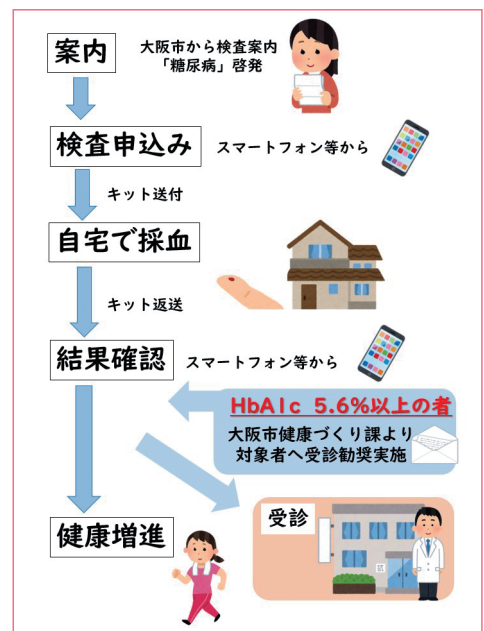 案内
大阪市から検査案内
「糖尿病」啓発
検査申込み
スマートフォン等から
キット送付
自宅で採血
キット返送
結果確認
スマートフォン等から
HbA1c 5.6%以上の者
大阪市健康づくり課より
対象者へ受診勧奨実施
受診
健康増進